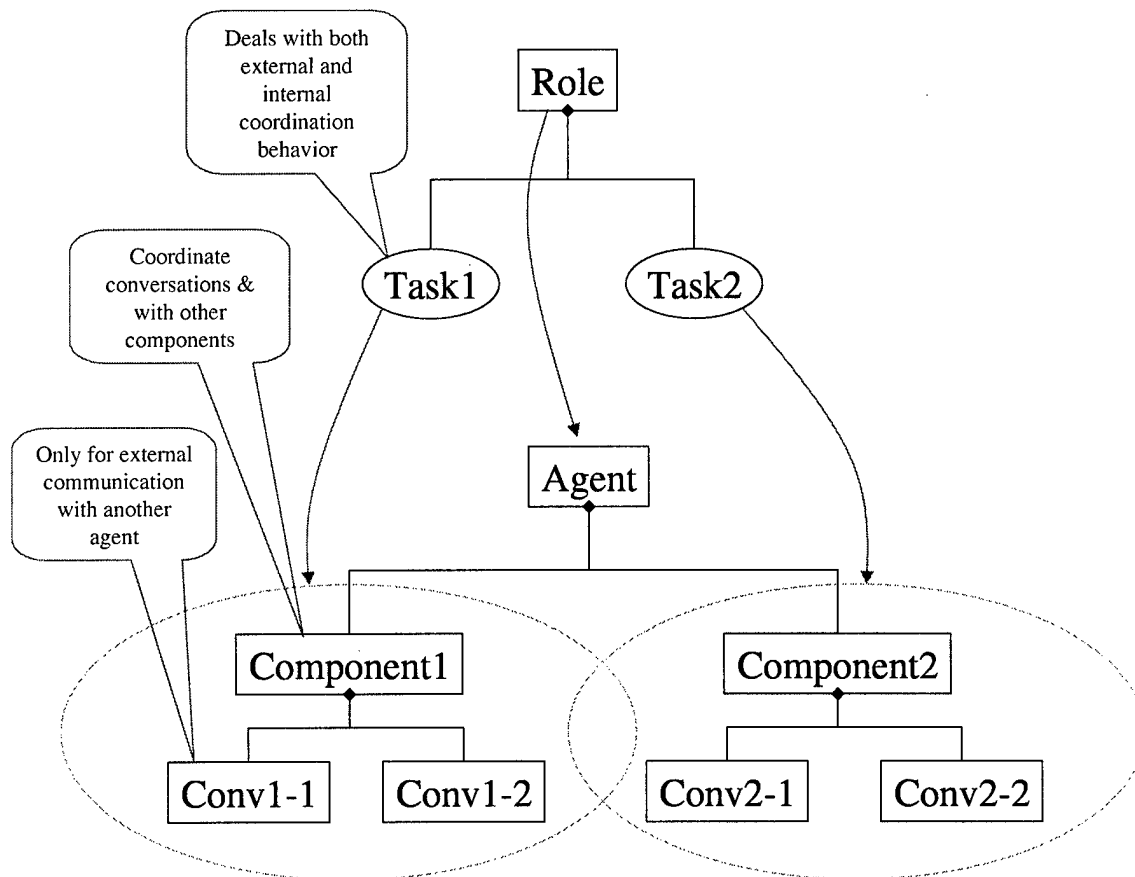 Deals with both
external and
internal
coordination
behavior
Role
Coordinate
conversations &
with other
components
Task1
Task2
Only for external
communication
with another
agent
Agent
Component1
Component2
Conv1-1
Conv1-2
Conv2-1
Conv2-2